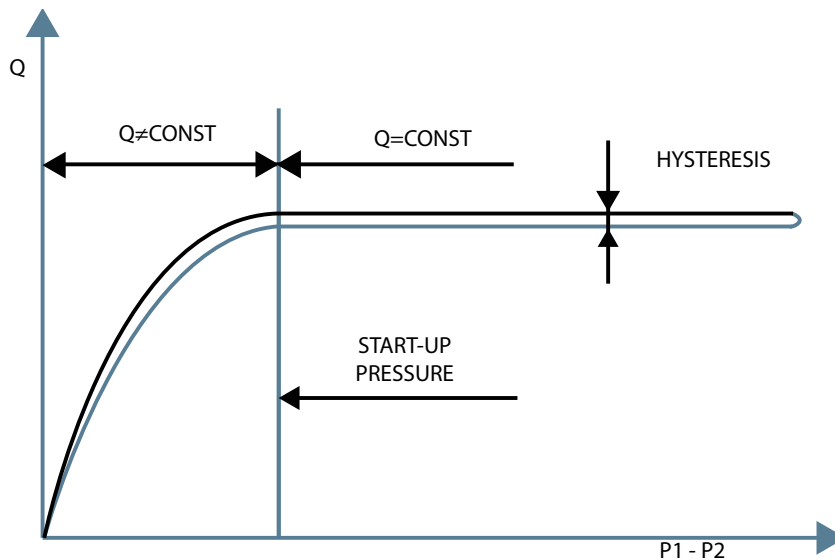 Q
Q≠CONST
Q=CONST
HYSTERESIS
START-UP
PRESSURE
P1 - P2